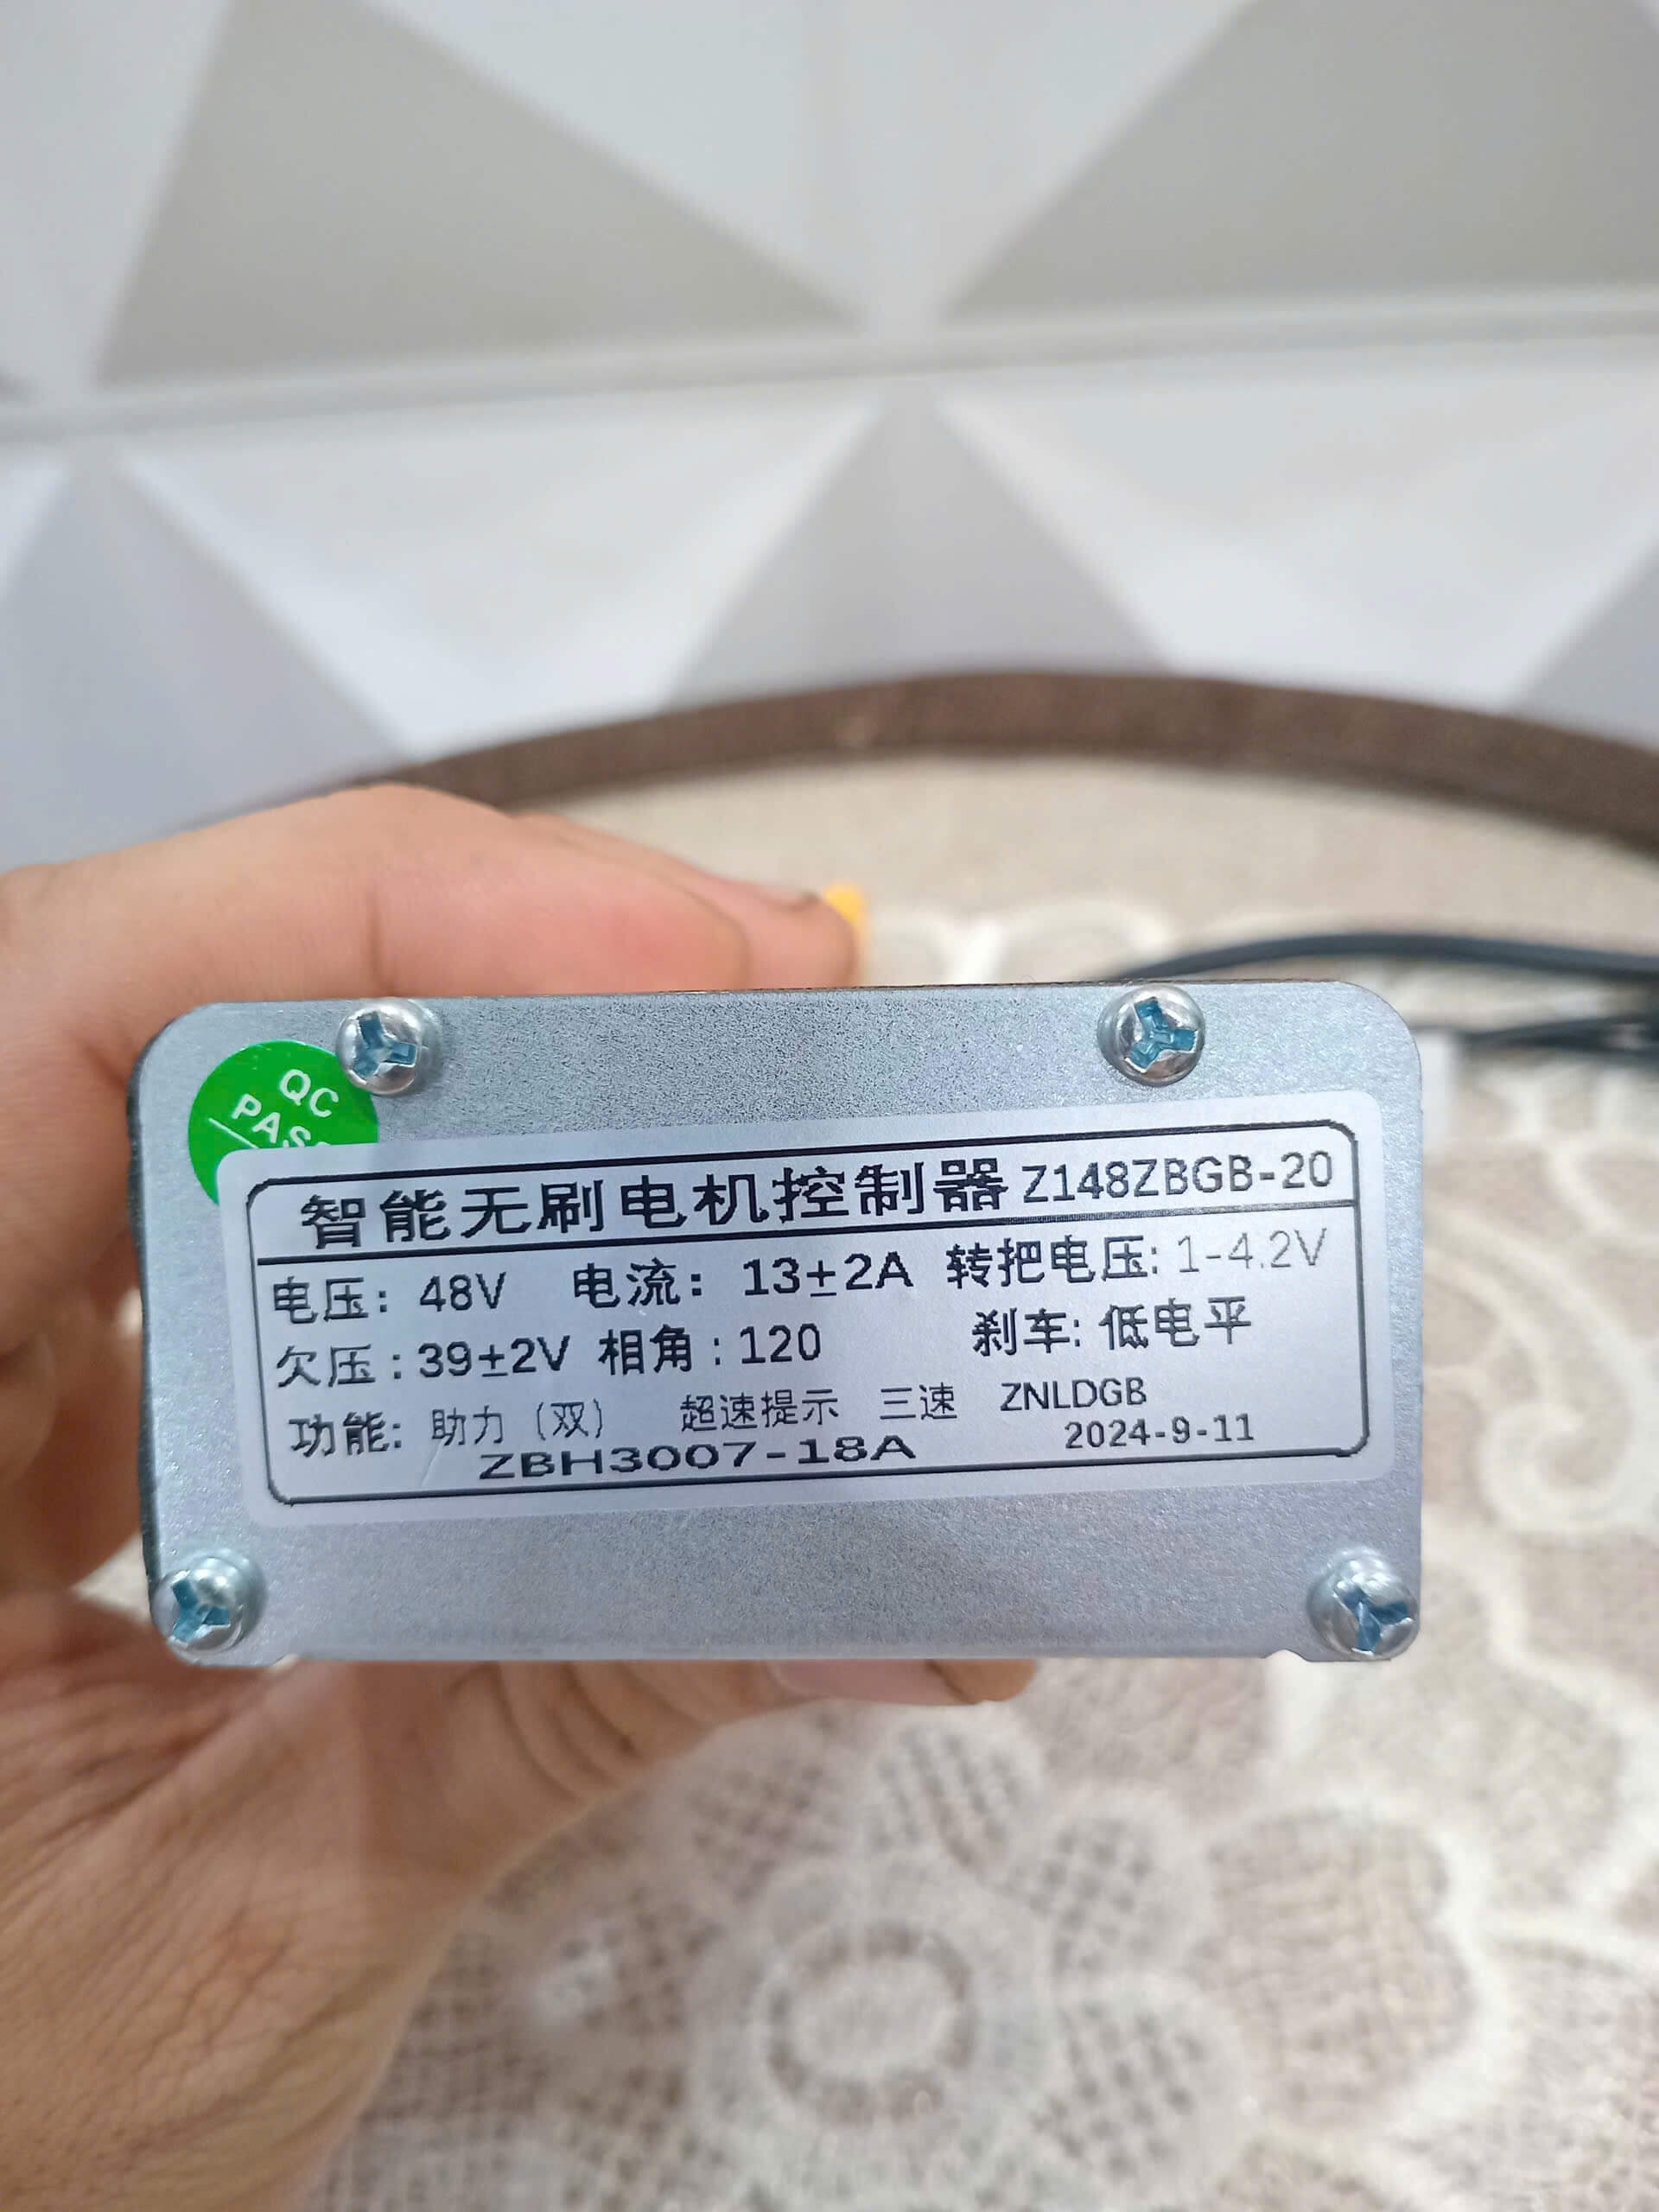 QC
PASS
智能无刷电机控制器 Z148ZBGB-20
电压: 48V 电流: 13±2A 转把电压: 1-4.2V
欠压: 39±2V 相角: 120 刹车: 低电平
功能: 助力 (双) 超速提示 三速 ZNLDGB
ZBH3007-18A 2024-9-11